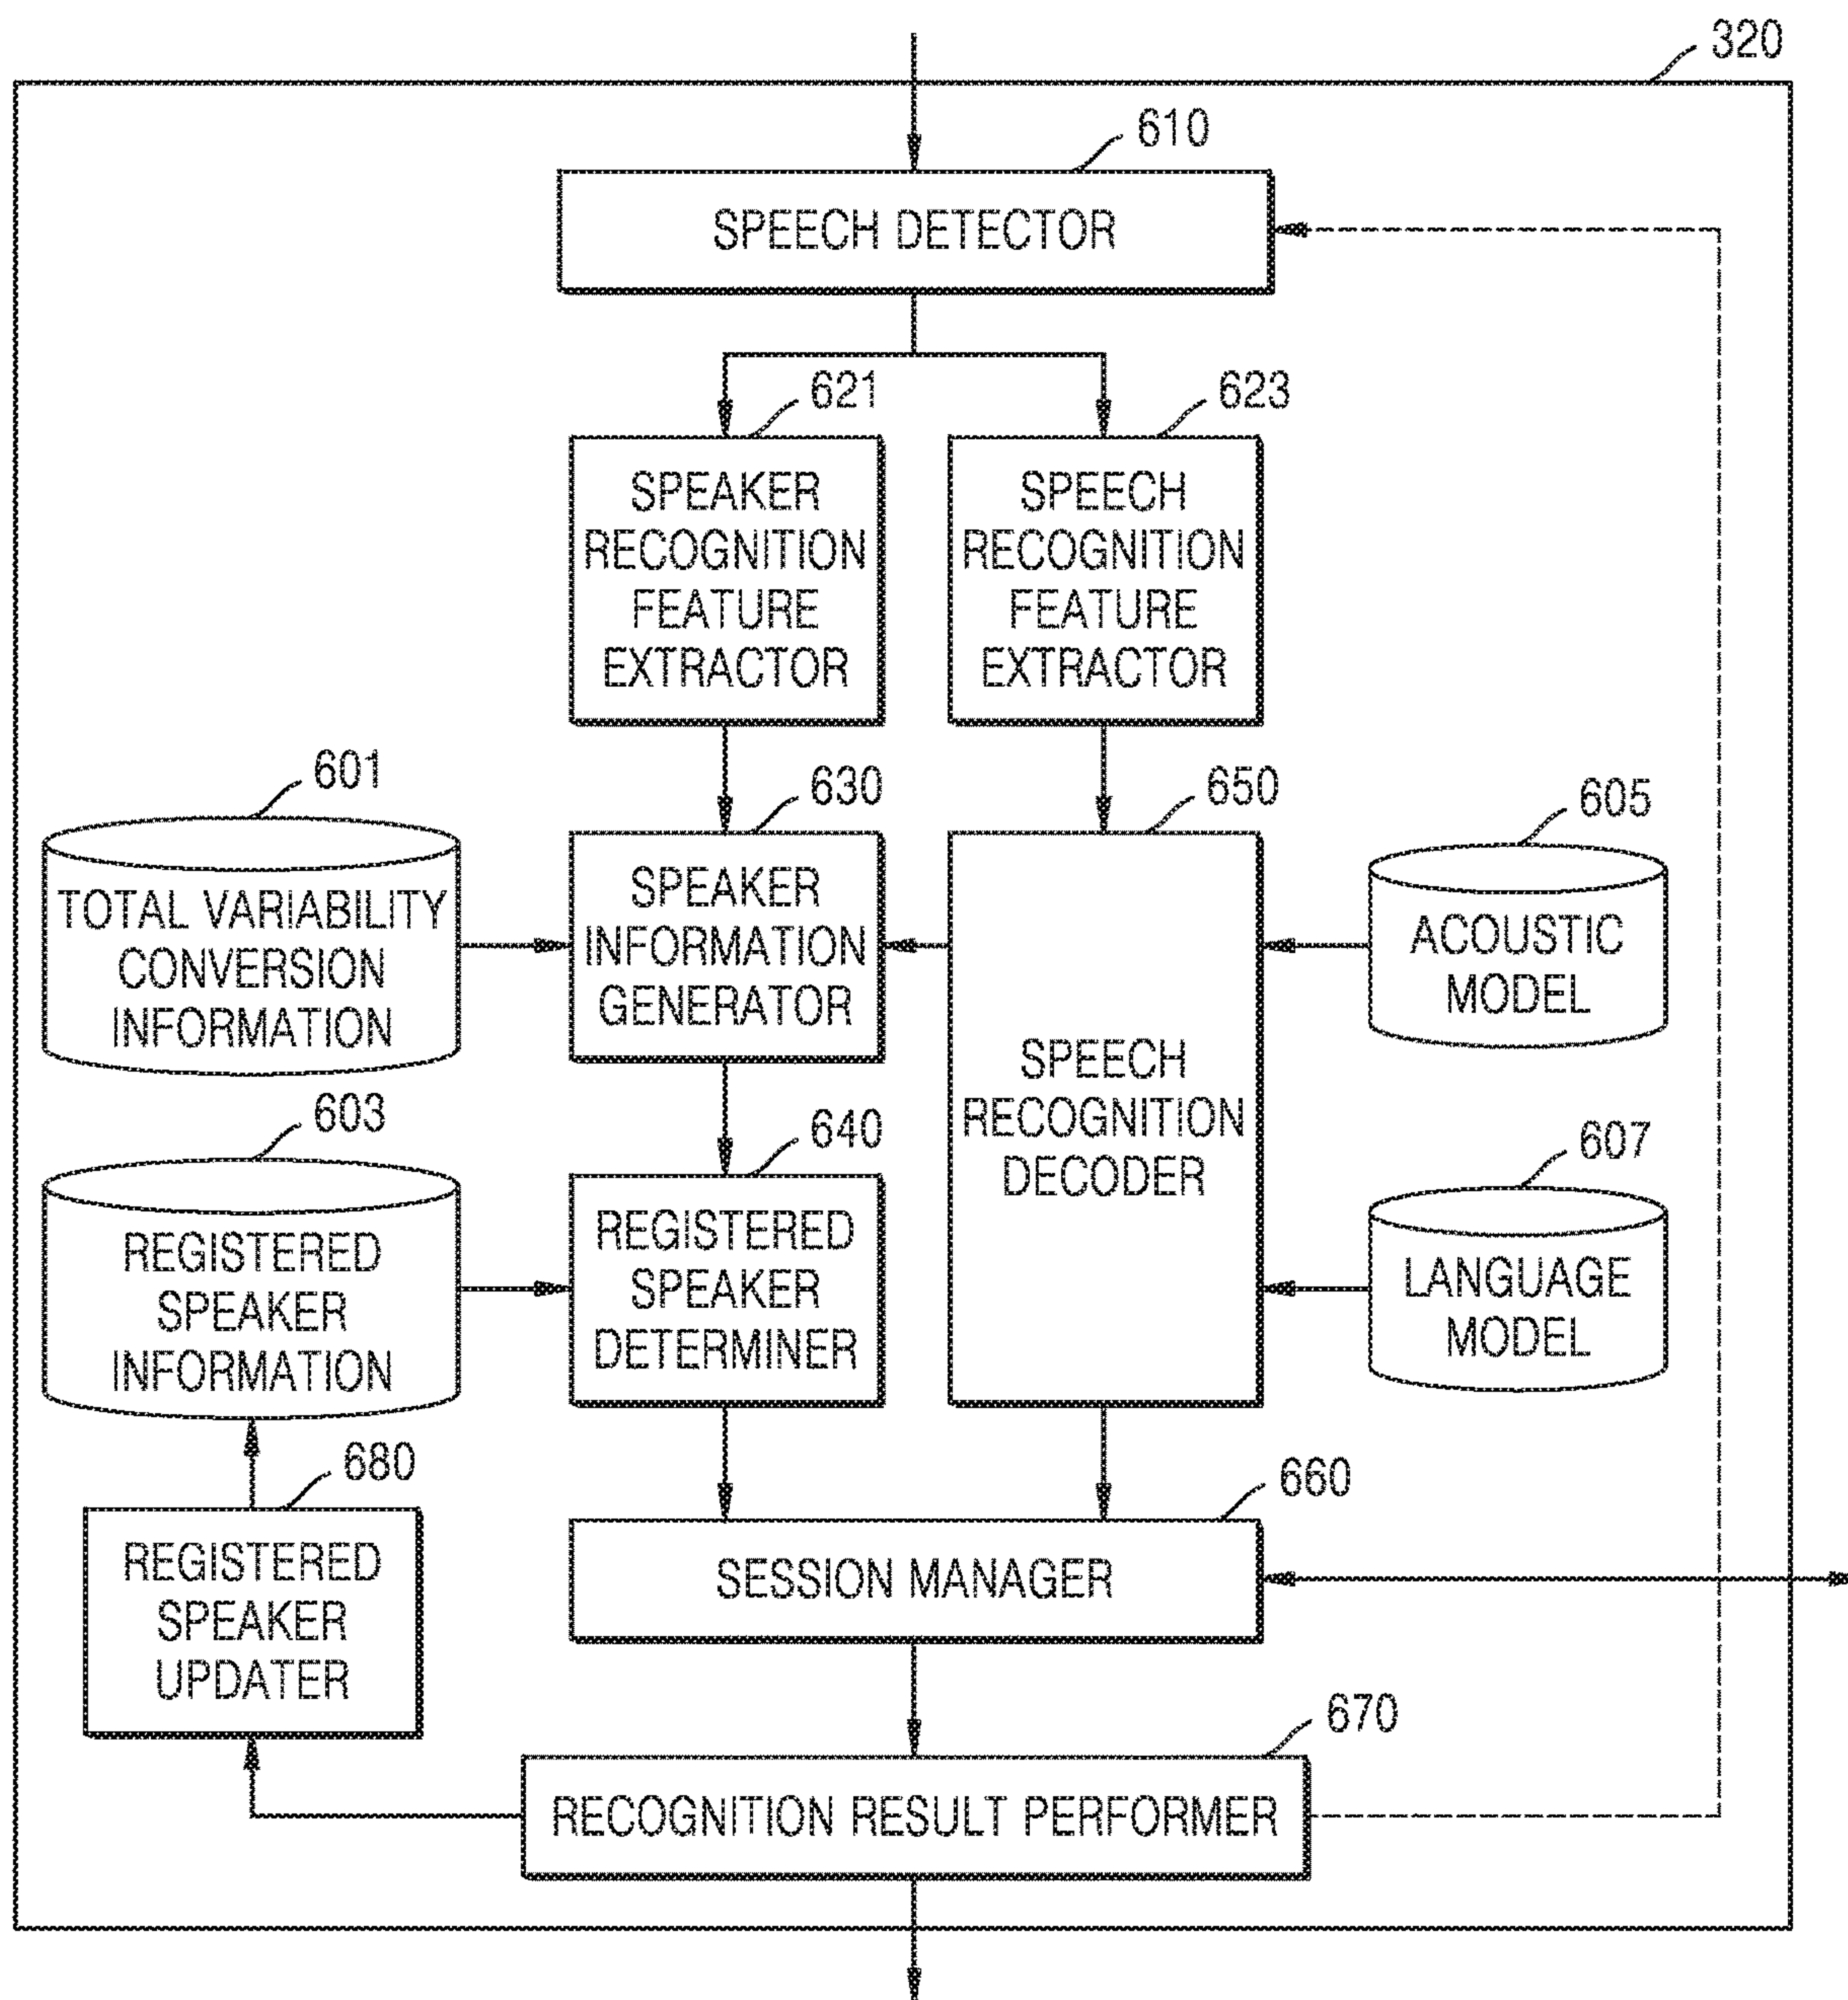 320
610
SPEECH DETECTOR
621
623
SPEAKER
RECOGNITION
FEATURE
EXTRACTOR
SPEECH
RECOGNITION
FEATURE
EXTRACTOR
601
630
650
605
TOTAL VARIABILITY
CONVERSION
INFORMATION
SPEAKER
INFORMATION
GENERATOR
SPEECH
RECOGNITION
DECODER
ACOUSTIC
MODEL
603
640
607
REGISTERED
SPEAKER
INFORMATION
REGISTERED
SPEAKER
DETERMINER
LANGUAGE
MODEL
680
660
REGISTERED
SPEAKER
UPDATER
SESSION MANAGER
670
RECOGNITION RESULT PERFORMER